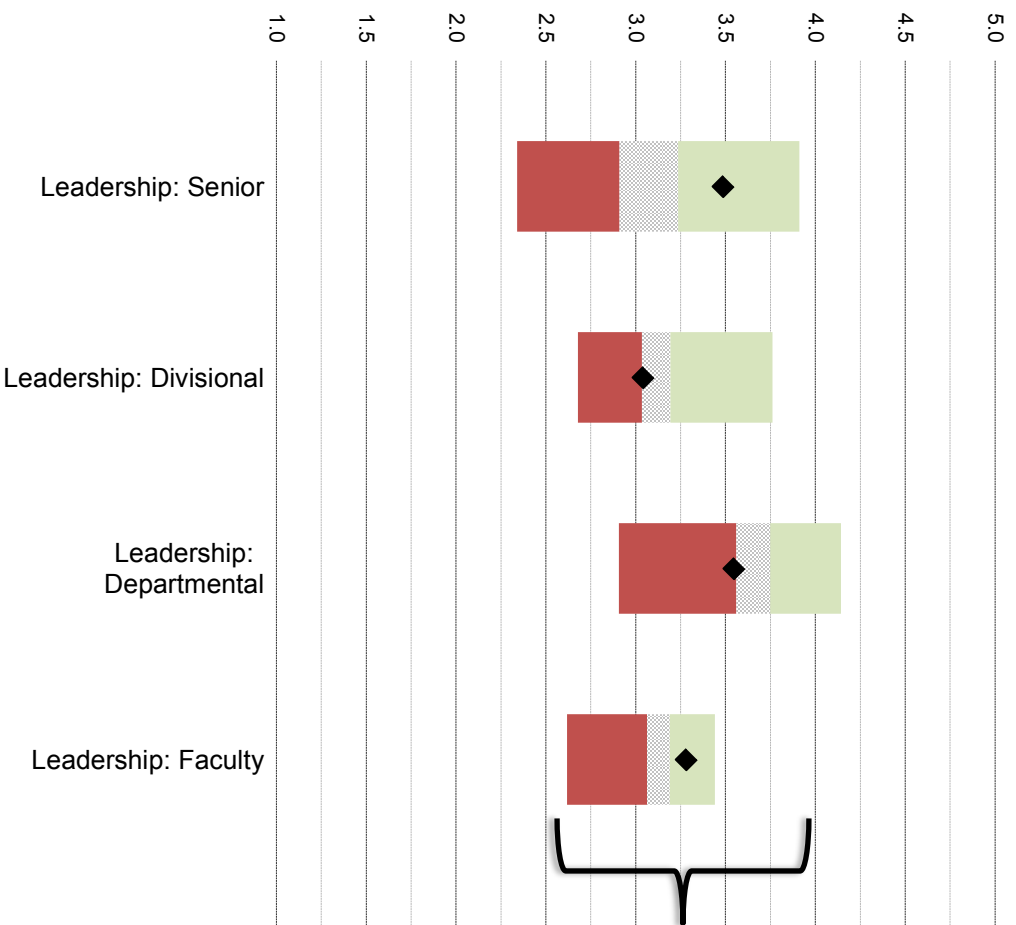 1.0
1.5
2.0
2.5
3.0
3.5
4.0
4.5
5.0
Leadership: Senior
Leadership: Divisional
Leadership:
Departmental
Leadership: Faculty